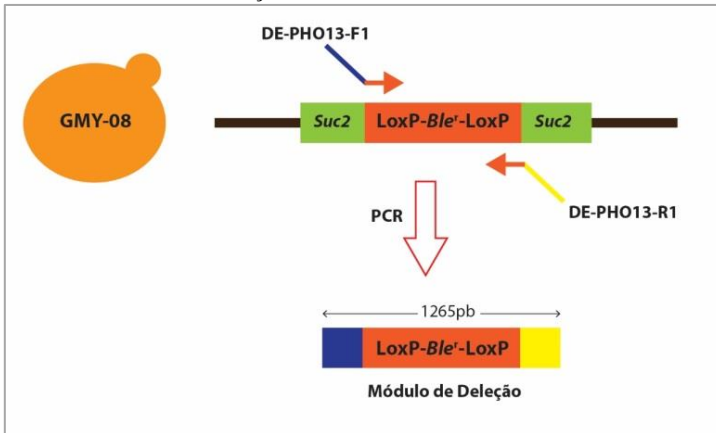 DE-PHO13-F1
GMY-08
Suc2 LoxP-Bleʳ-LoxP Suc2
DE-PHO13-R1
PCR
1265pb
LoxP-Bleʳ-LoxP
Módulo de Deleção